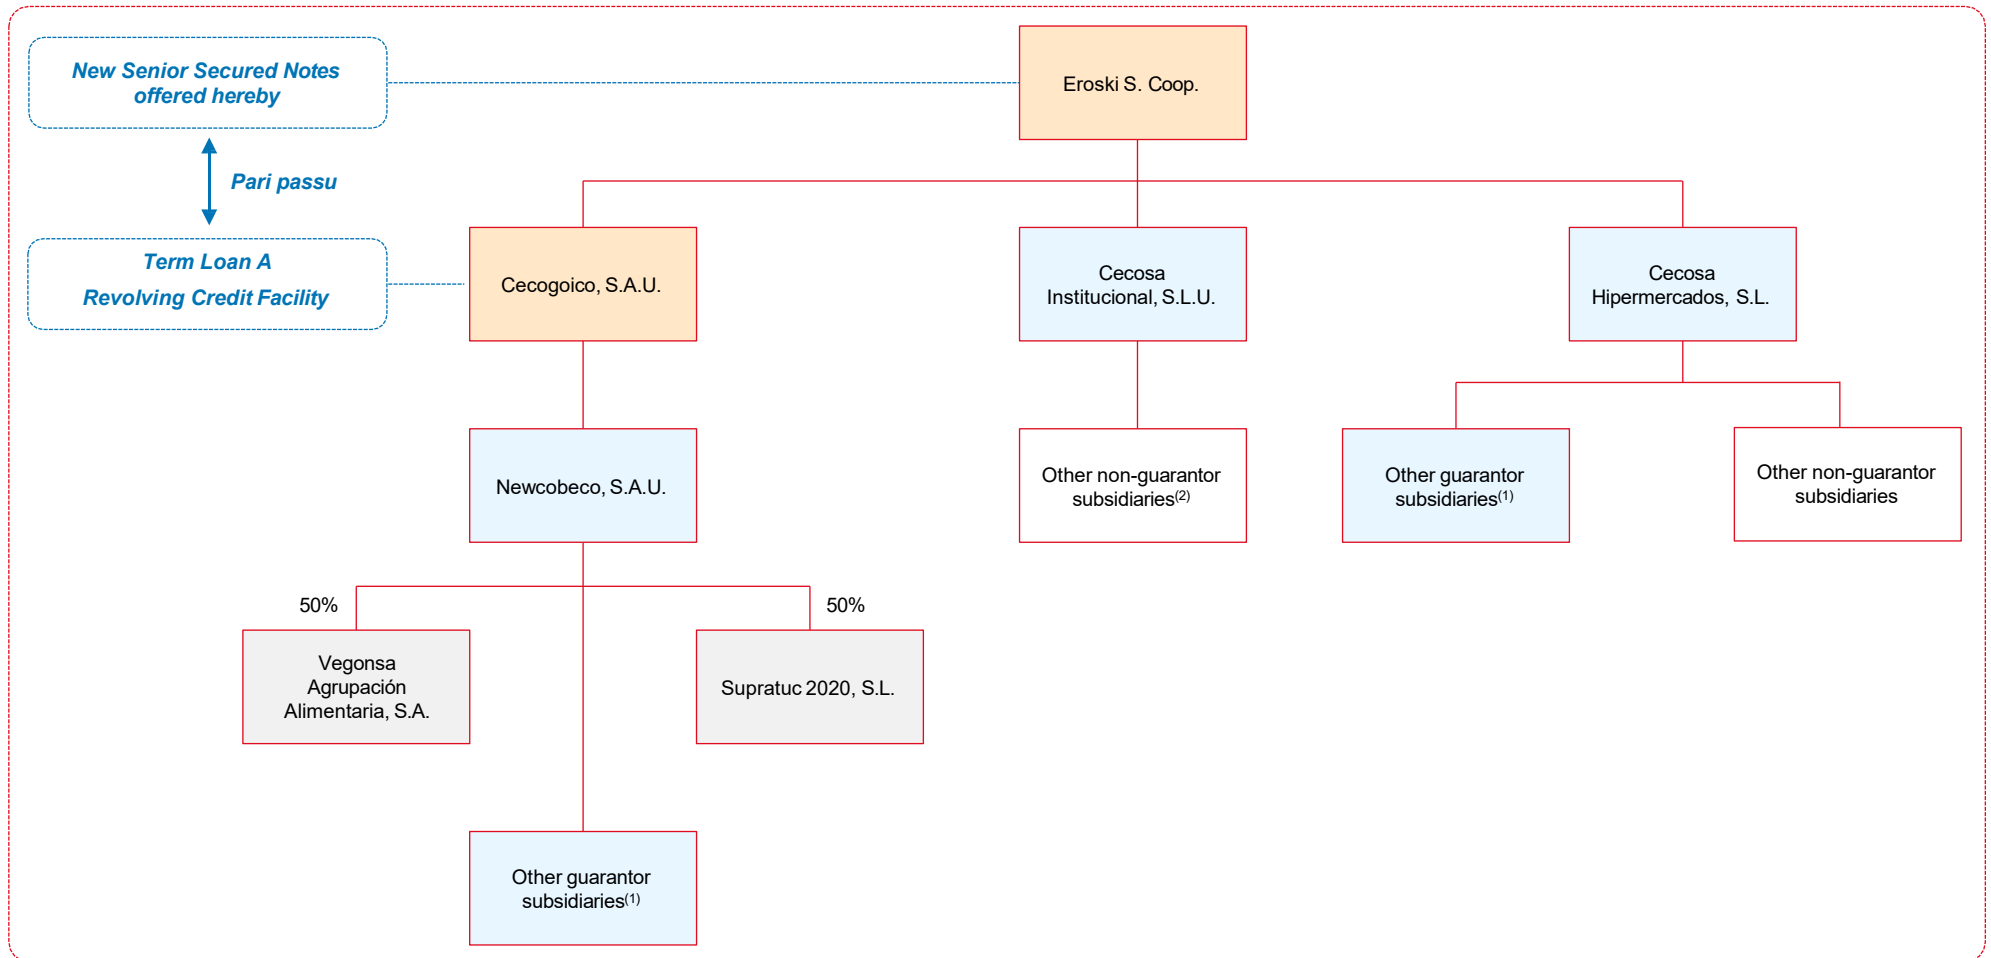 New Senior Secured Notes
offered hereby
Eroski S. Coop.
Pari passu
Term Loan A
Revolving Credit Facility
Cecogoico, S.A.U.
Cecosa
Institucional, S.L.U.
Cecosa
Hipermercados, S.L.
Newcobeco, S.A.U.
Other non-guarantor
subsidiaries(2)
Other guarantor
subsidiaries(1)
Other non-guarantor
subsidiaries
50%
50%
Vegonsa
Agrupación
Alimentaria, S.A.
Supratuc 2020, S.L.
Other guarantor
subsidiaries(1)